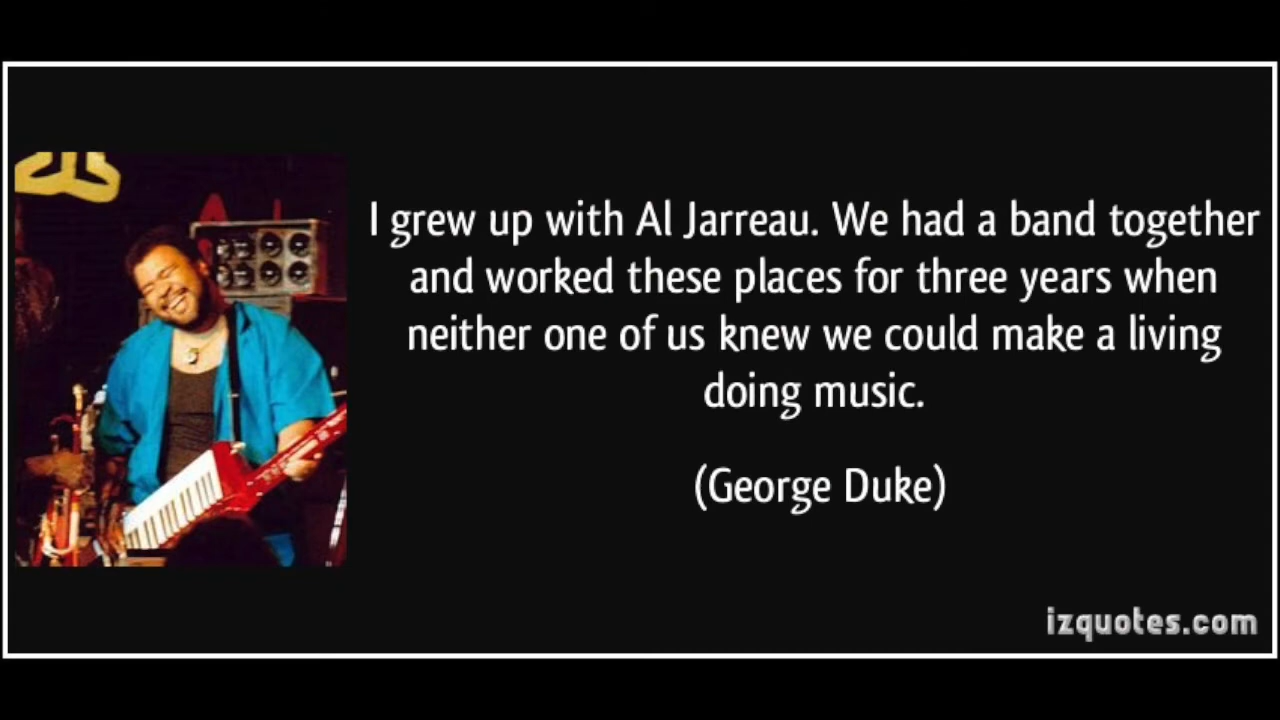 I grew up with Al Jarreau. We had a band together
and worked these places for three years when
neither one of us knew we could make a living
doing music.
(George Duke)
izquotes.com